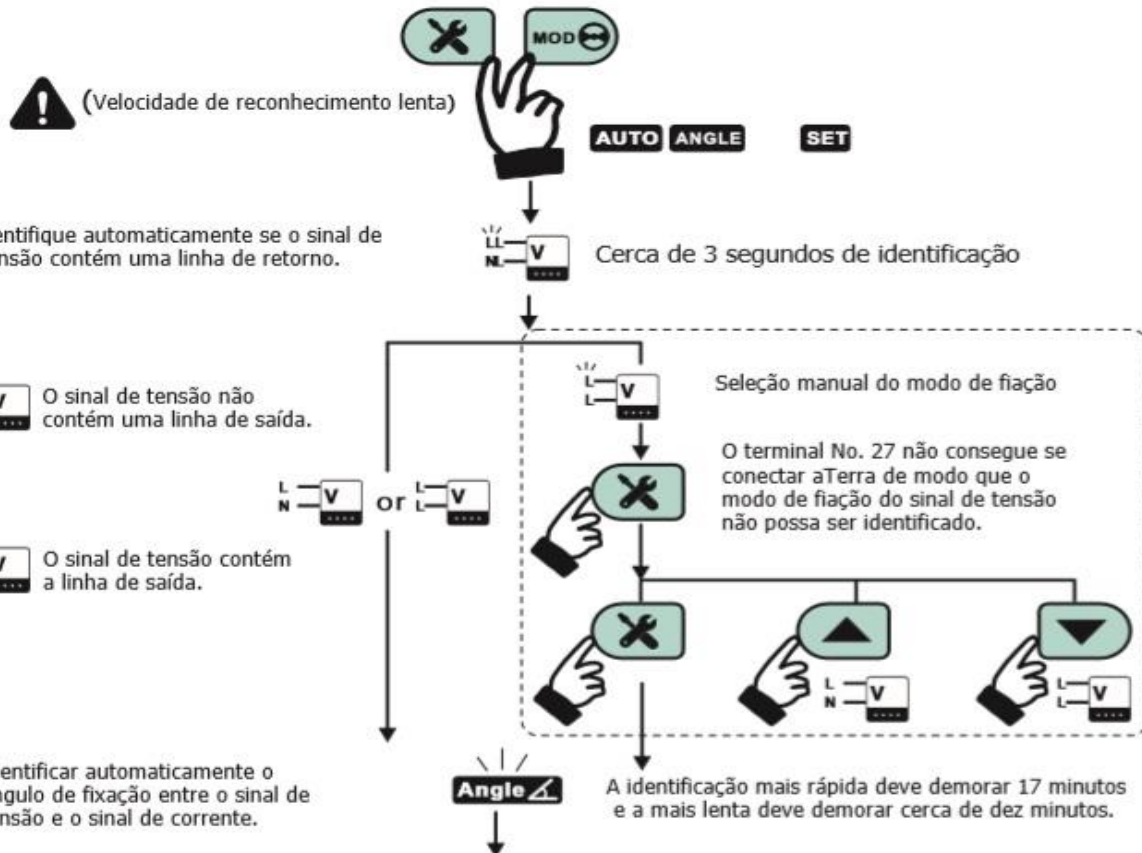 MOD
(Velocidade de reconhecimento lenta)
AUTO ANGLE SET
entifique automaticamente se o sinal de
nsão contém uma linha de retorno.
LL
NL
V
Cerca de 3 segundos de identificação
L
L
V
Seleção manual do modo de fiação
V
O sinal de tensão não
contém uma linha de saída.
O terminal No. 27 não consegue se
conectar aTerra de modo que o
modo de fiação do sinal de tensão
não possa ser identificado.
L
N
V
or
L
L
V
V
O sinal de tensão contém
a linha de saída.
L
N
V
L
L
V
entificar automaticamente o
ngulo de fixação entre o sinal de
nsão e o sinal de corrente.
Angle
A identificação mais rápida deve demorar 17 minutos
e a mais lenta deve demorar cerca de dez minutos.